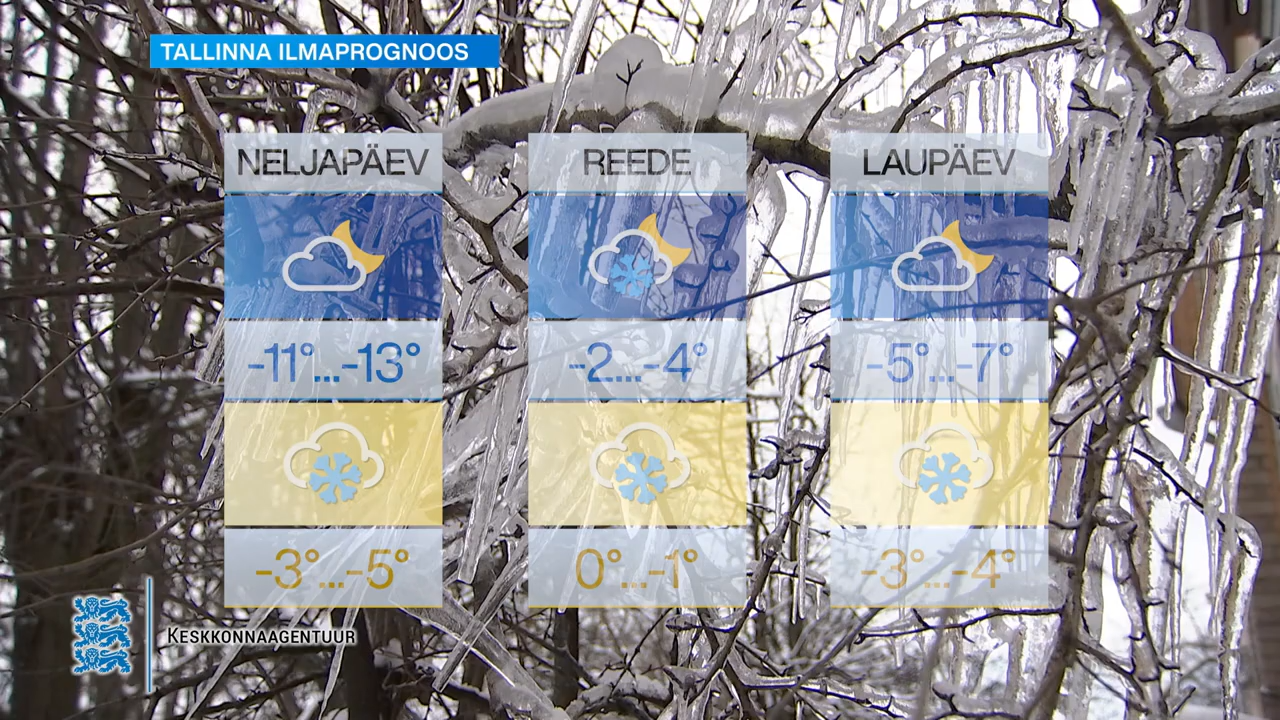 TALLINNA ILMAPROGNOOS
NELJAPÄEV
-11°...-13°
-3°...-5°
REEDE
-2...-4°
0°...-1°
LAUPÄEV
-5°...-7°
-3°...-4°
KESKKONNAAGENTUUR